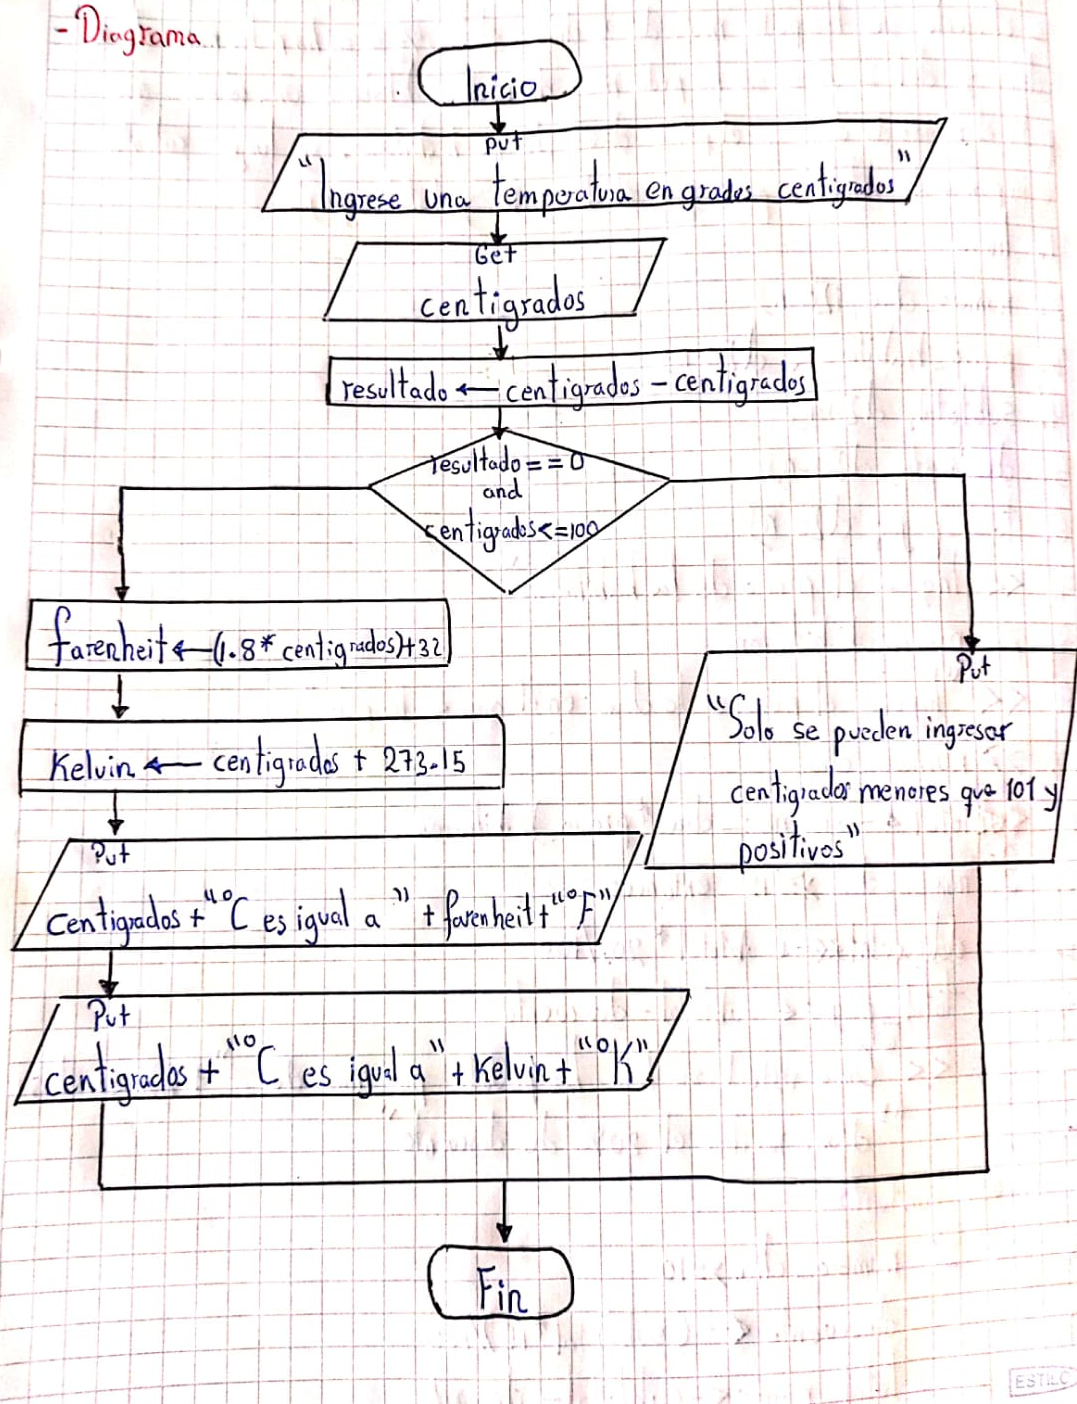 - Diagrama
Inicio
put
"Ingrese una temperatura en grados centigrados"
Get
centigrados
resultado ← centigrados - centigrados
resultado == 0
and
centigrados <= 100
farenheit ← (1.8* centigrados)+32
Kelvin ← centigrados + 273.15
Put
centigrados + "°C es igual a " + farenheit + "°F"
Put
centigrados + "°C es igual a" + Kelvin + "°K"
Put
"Solo se pueden ingresar
centigrados menores que 101 y
positivos"
Fin
ESTILO